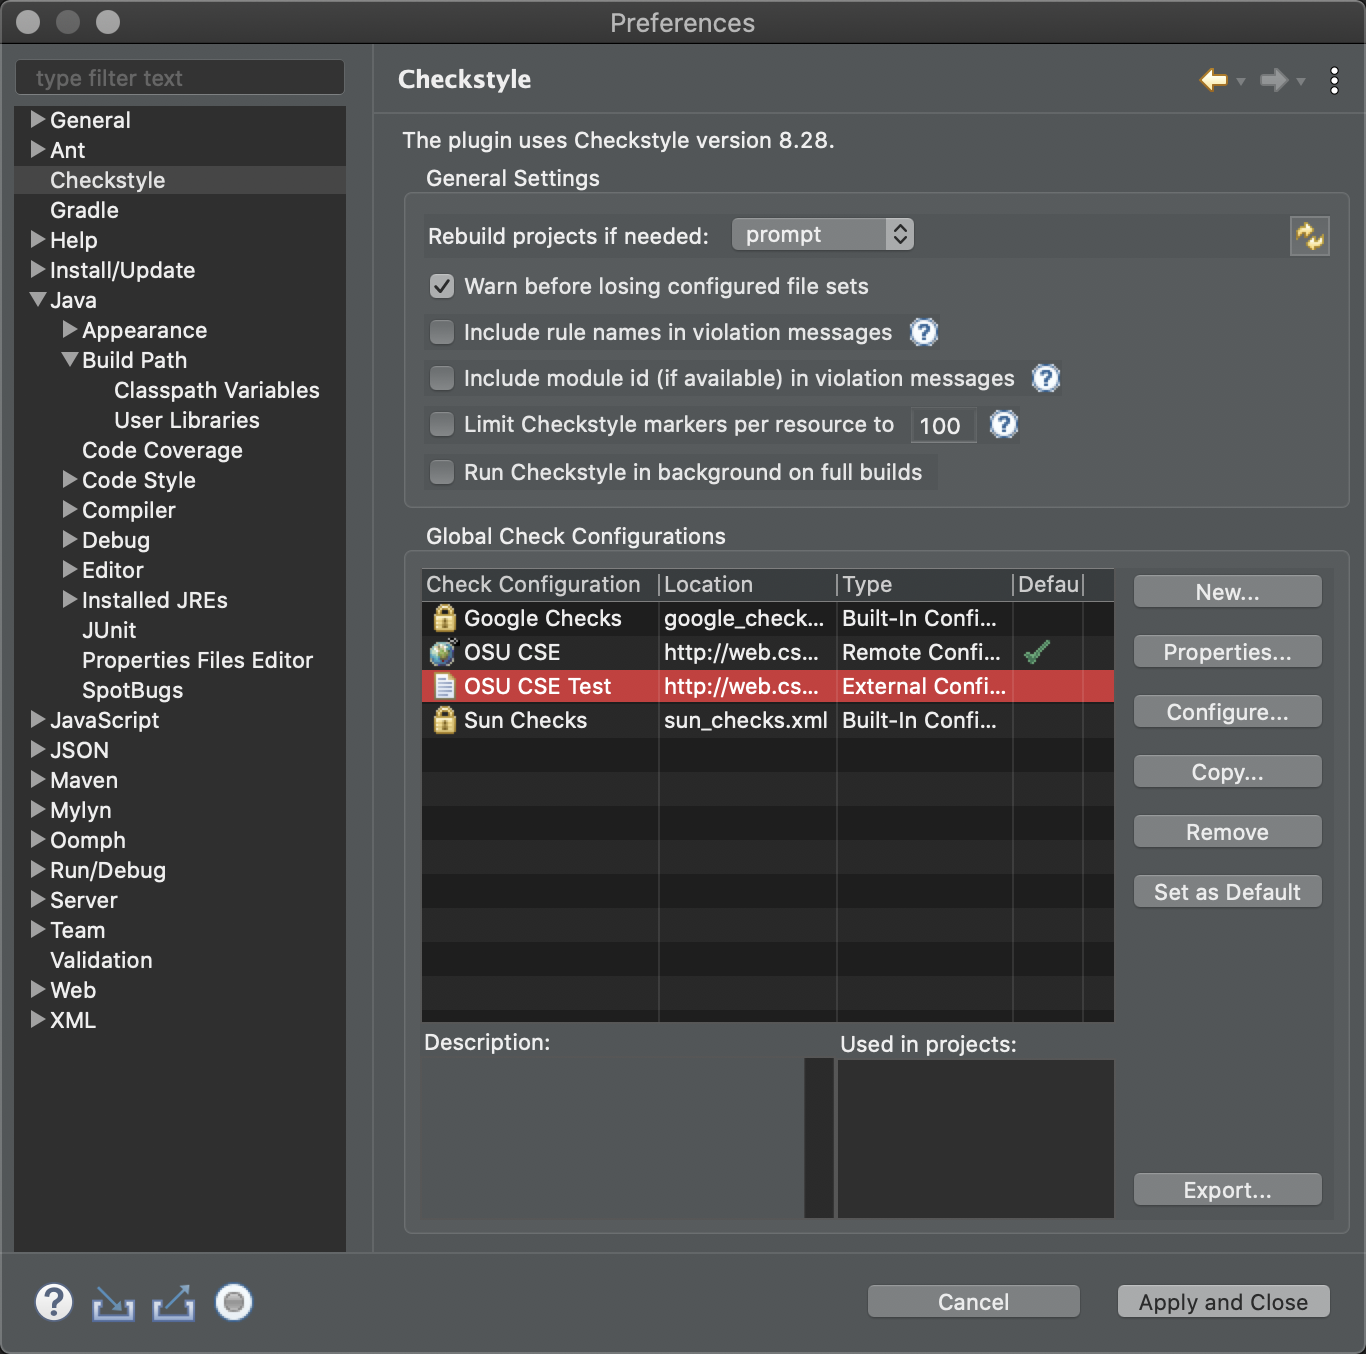 Preferences
type filter text
General
Ant
Checkstyle
Gradle
Help
Install/Update
Java
Appearance
Build Path
Classpath Variables
User Libraries
Code Coverage
Code Style
Compiler
Debug
Editor
Installed JREs
JUnit
Properties Files Editor
SpotBugs
JavaScript
JSON
Maven
Mylyn
Oomph
Run/Debug
Server
Team
Validation
Web
XML
Checkstyle
The plugin uses Checkstyle version 8.28.
General Settings
Rebuild projects if needed: prompt
Warn before losing configured file sets
Include rule names in violation messages ?
Include module id (if available) in violation messages ?
Limit Checkstyle markers per resource to 100 ?
Run Checkstyle in background on full builds
Global Check Configurations
Check Configuration Location Type Defau
Google Checks google_check... Built-In Confi...
OSU CSE http://web.cs... Remote Confi...
OSU CSE Test http://web.cs... External Confi...
Sun Checks sun_checks.xml Built-In Confi...
New...
Properties...
Configure...
Copy...
Remove
Set as Default
Description:
Used in projects:
Export...
? Cancel Apply and Close